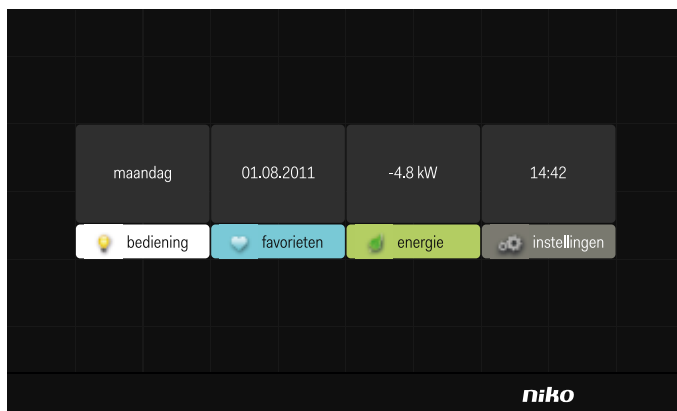 maandag 01.08.2011 -4.8 kW 14:42
bediening favorieten energie instellingen
niko